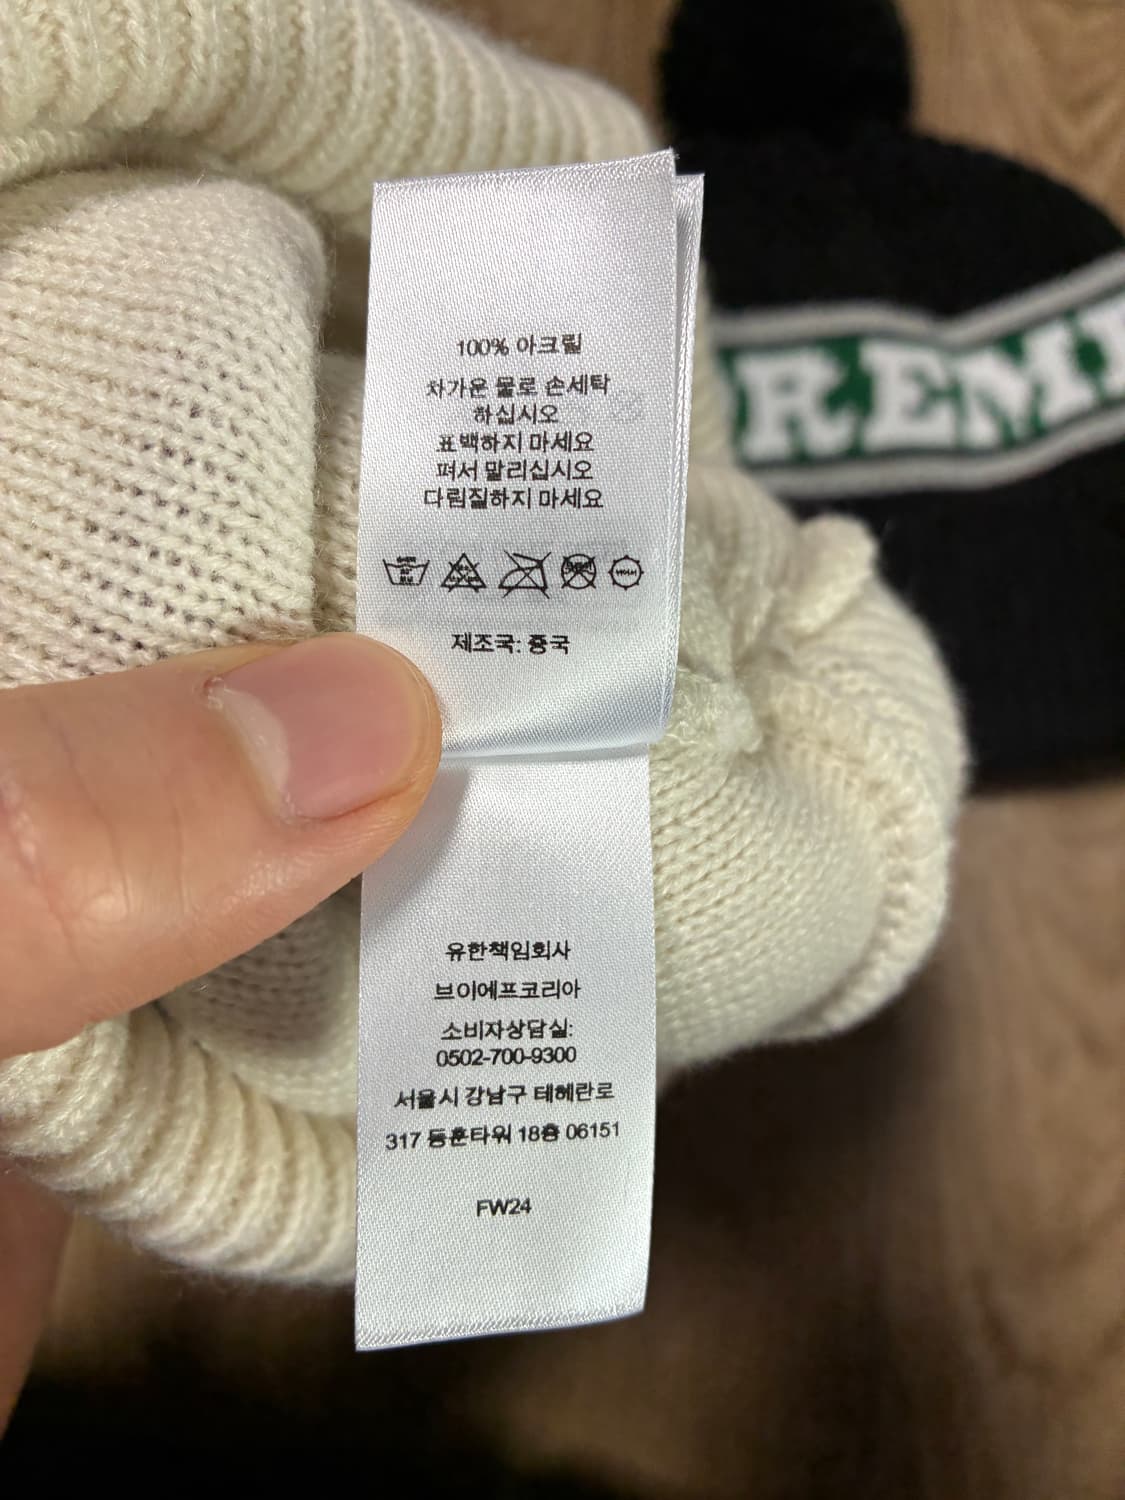 100% 아크릴
차가운 물로 손세탁
하십시오
표백하지 마세요
펴서 말리십시오
다림질하지 마세요
제조국: 중국
유한책임회사
브이에프코리아
소비자상담실:
0502-700-9300
서울시 강남구 테헤란로
317 동훈타워 18층 06151
FW24
REM